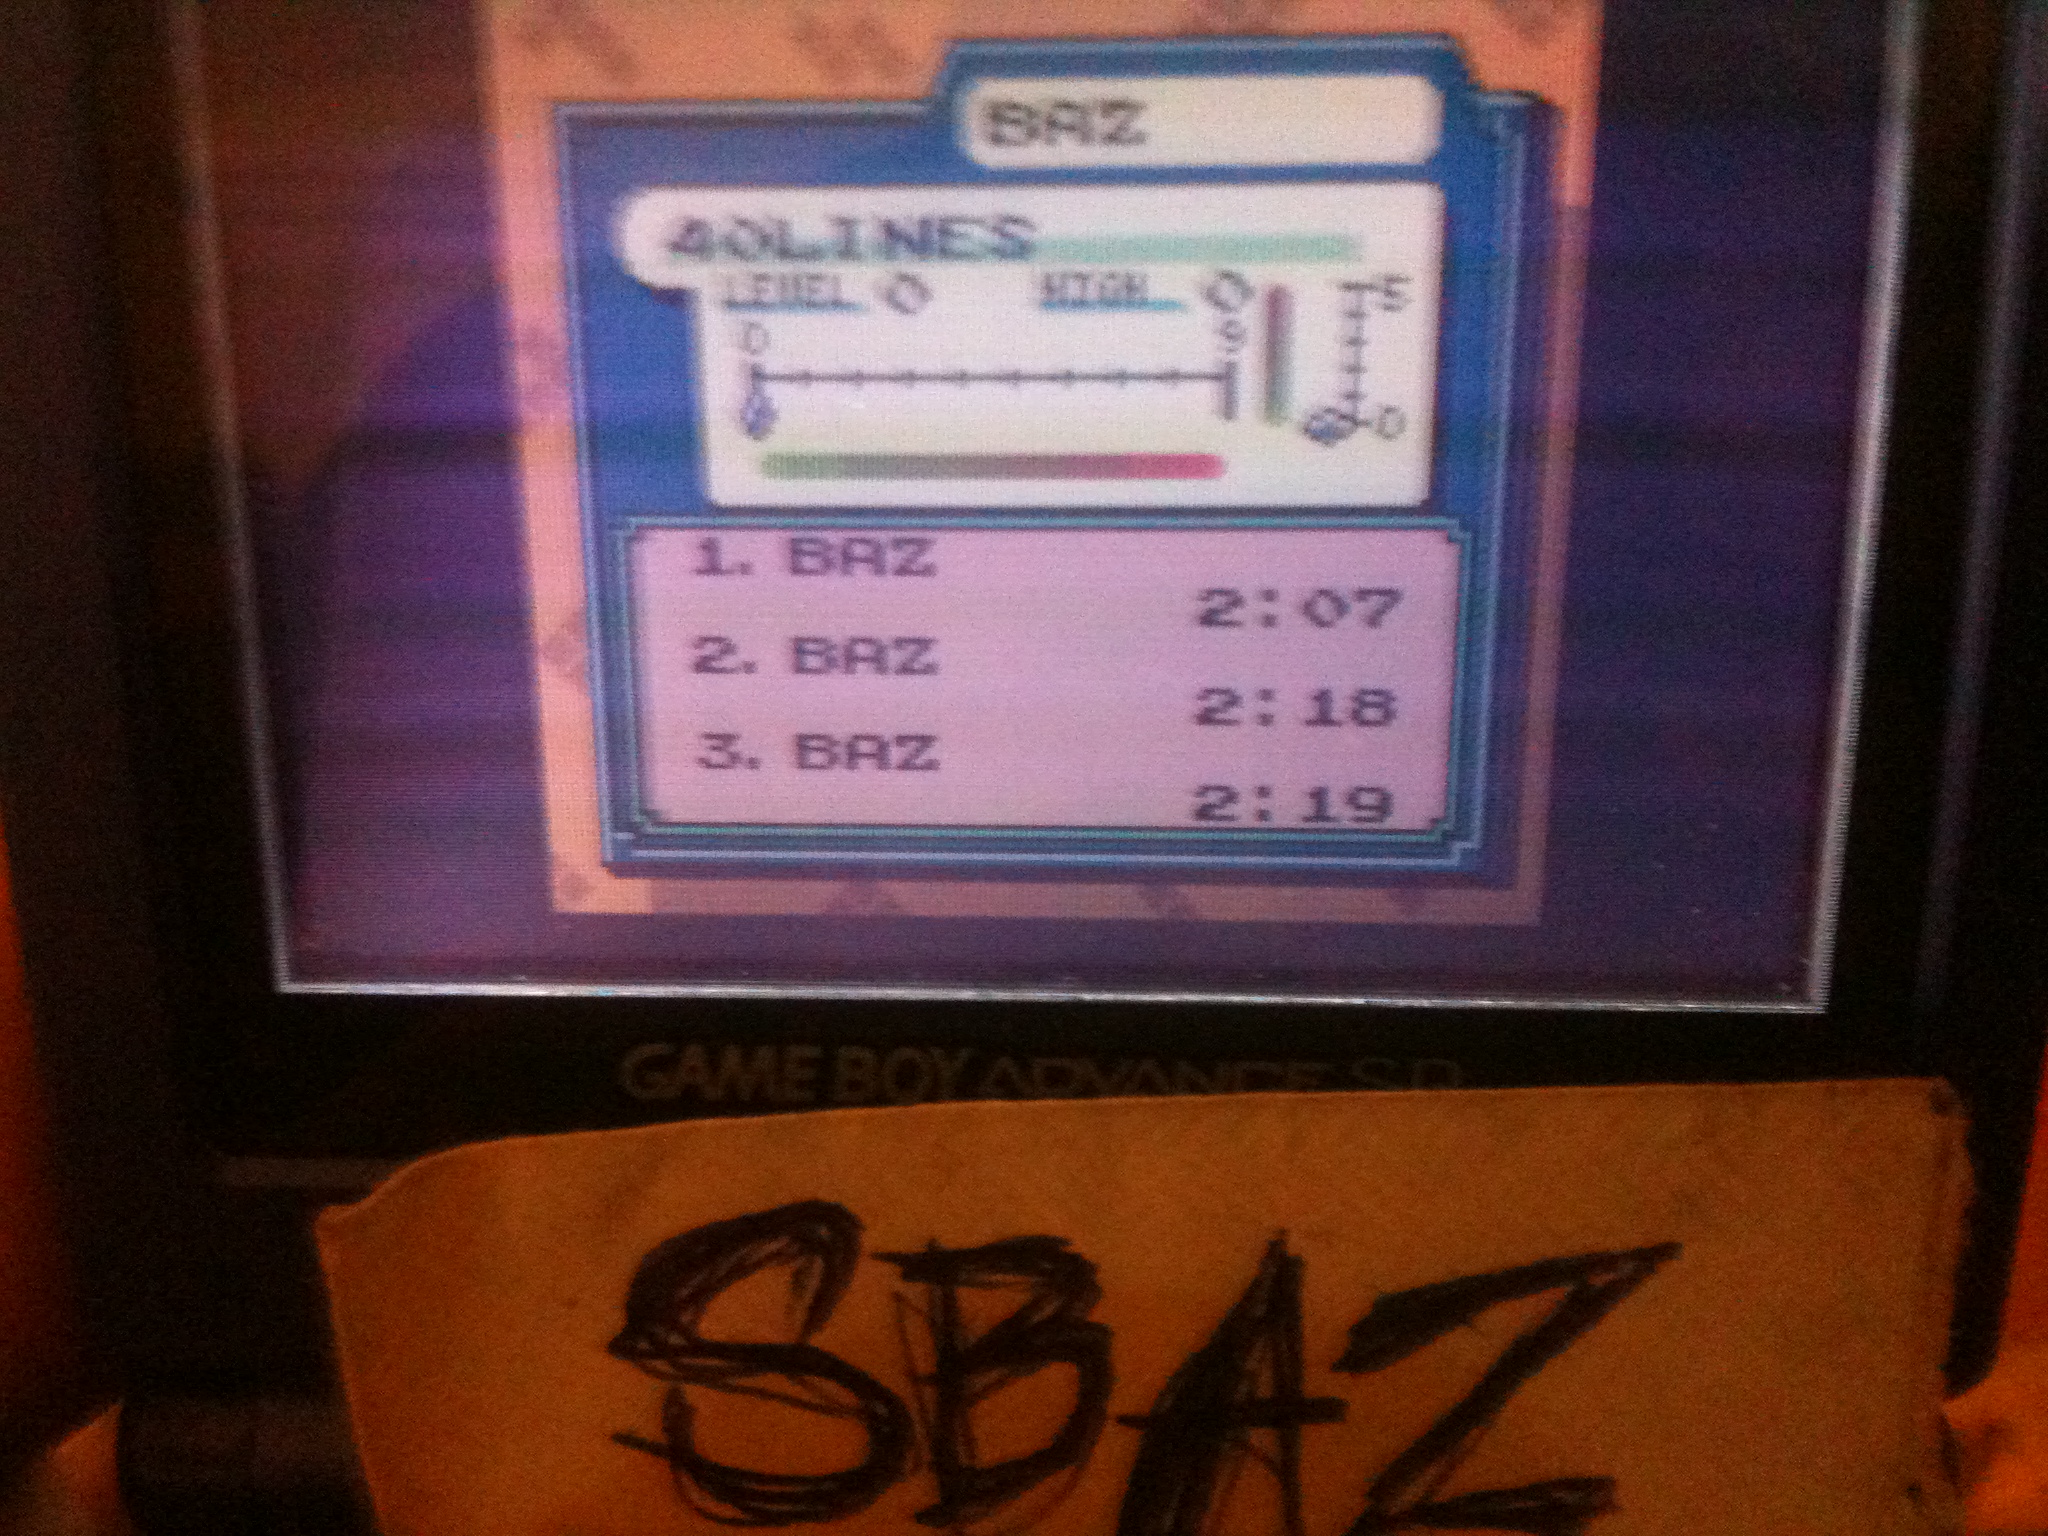 BAZ
40LINES
LEVEL 0 HIGH 0 5
0 9
0
1. BAZ
2:07
2. BAZ
2:18
3. BAZ
2:19
GAME BOY ADVANCE SP
SBAZ